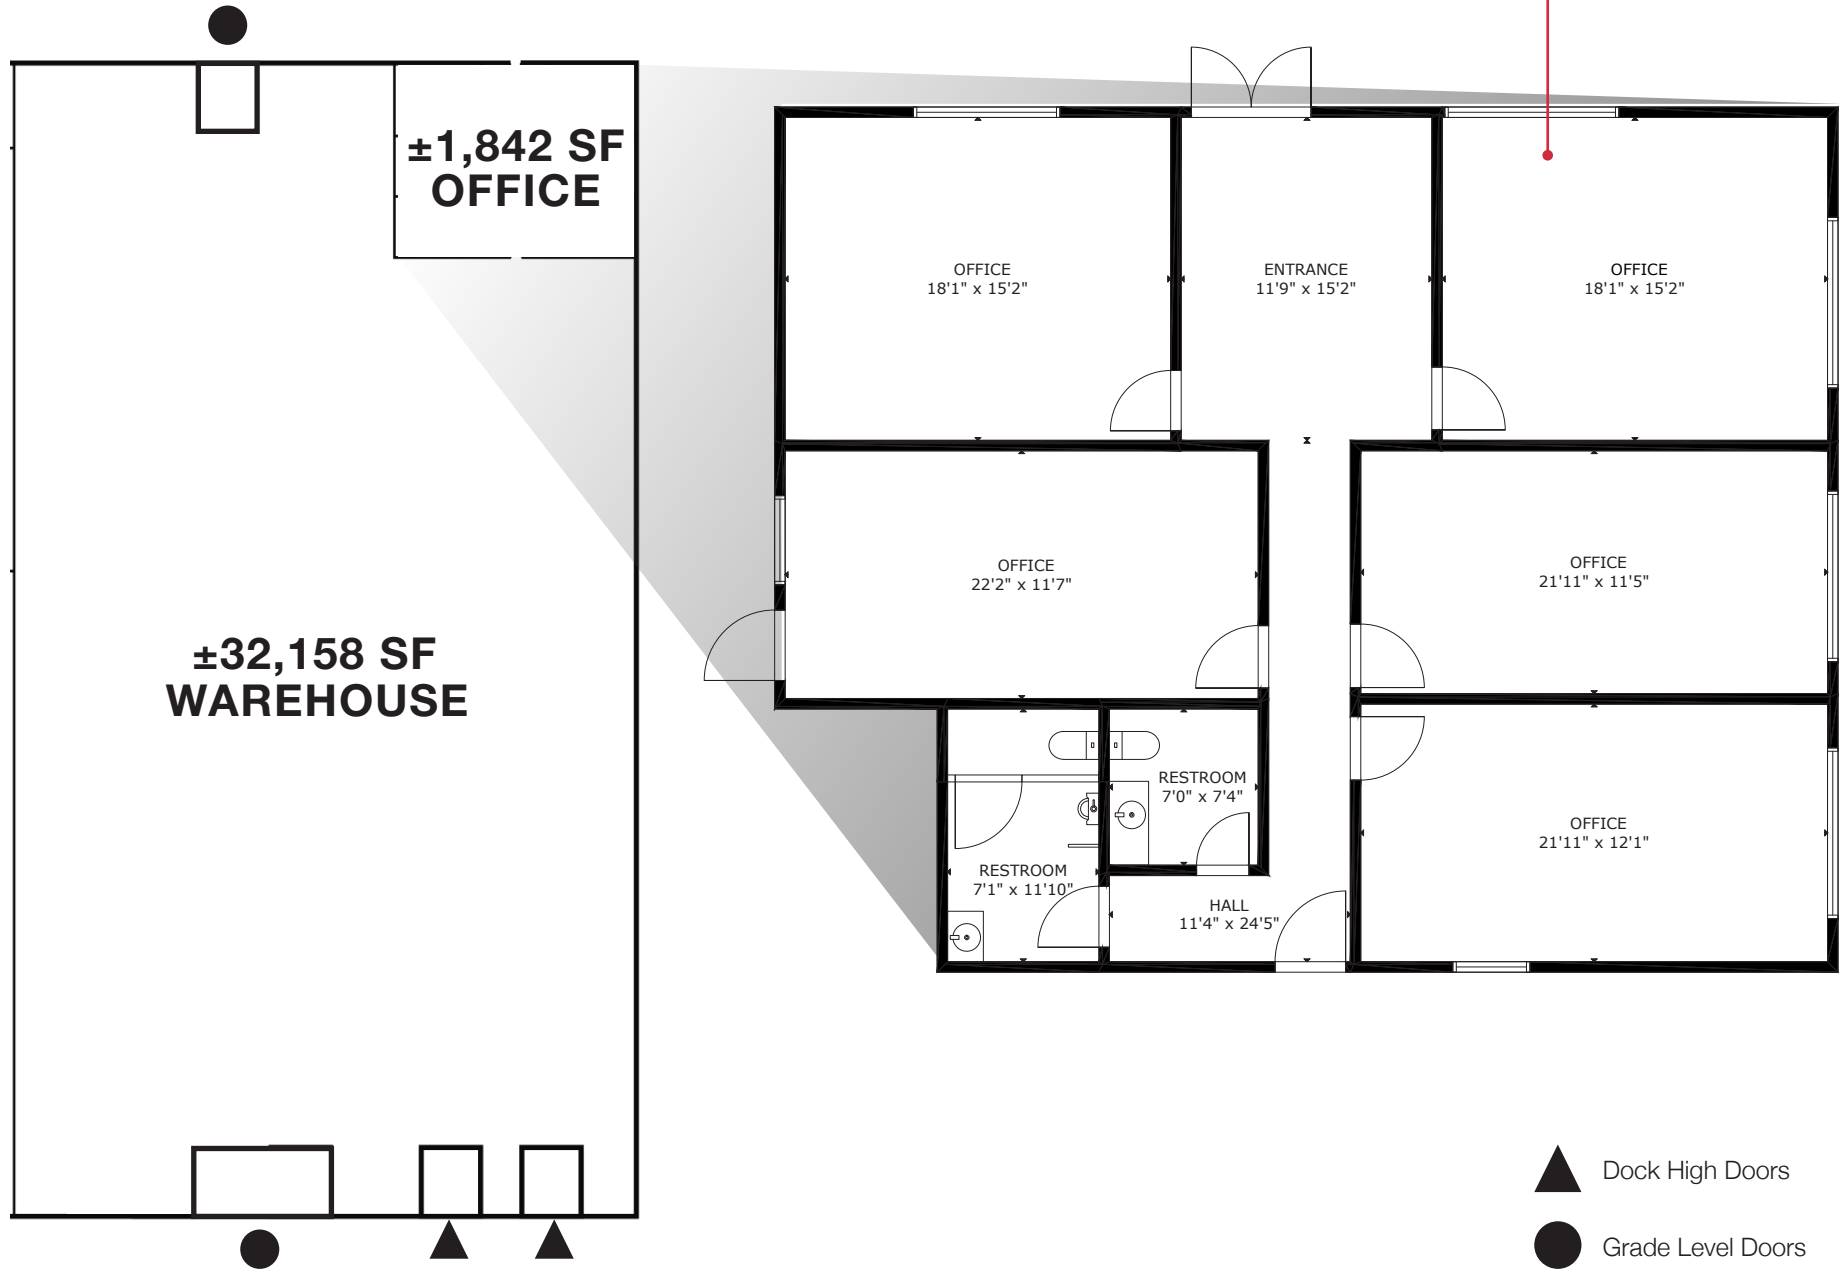 ±1,842 SF
OFFICE
±32,158 SF
WAREHOUSE
OFFICE
18'1" x 15'2"
ENTRANCE
11'9" x 15'2"
OFFICE
18'1" x 15'2"
OFFICE
22'2" x 11'7"
OFFICE
21'11" x 11'5"
RESTROOM
7'0" x 7'4"
OFFICE
21'11" x 12'1"
RESTROOM
7'1" x 11'10"
HALL
11'4" x 24'5"
Dock High Doors
Grade Level Doors